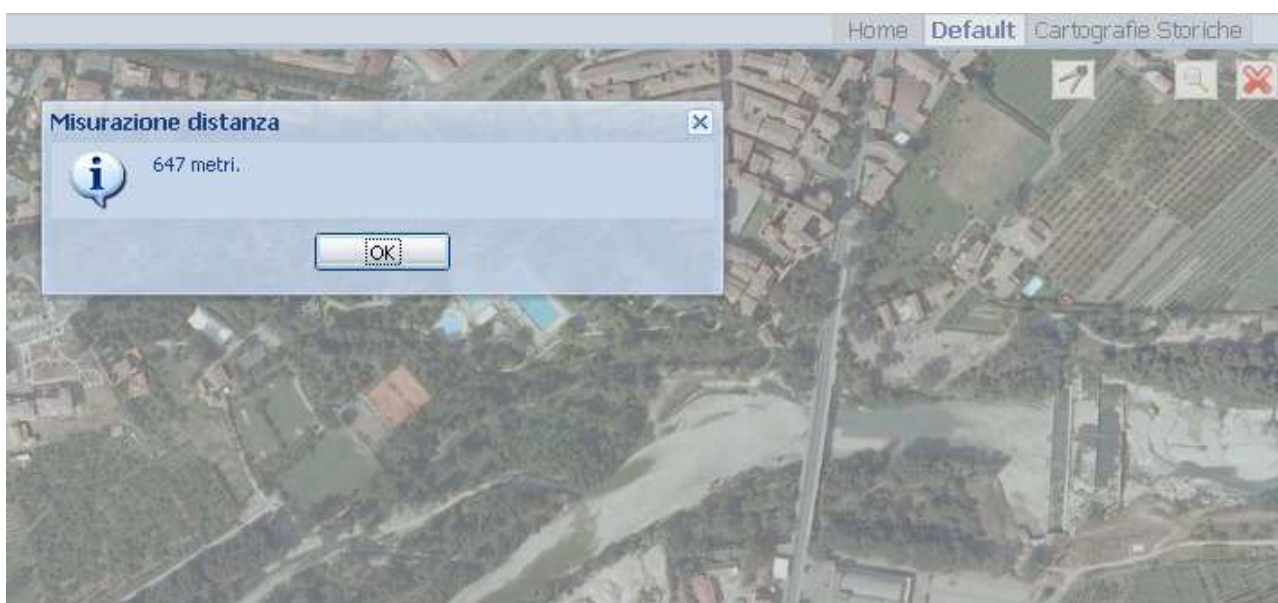 Home Default Cartografie Storiche
Misurazione distanza
647 metri.
OK